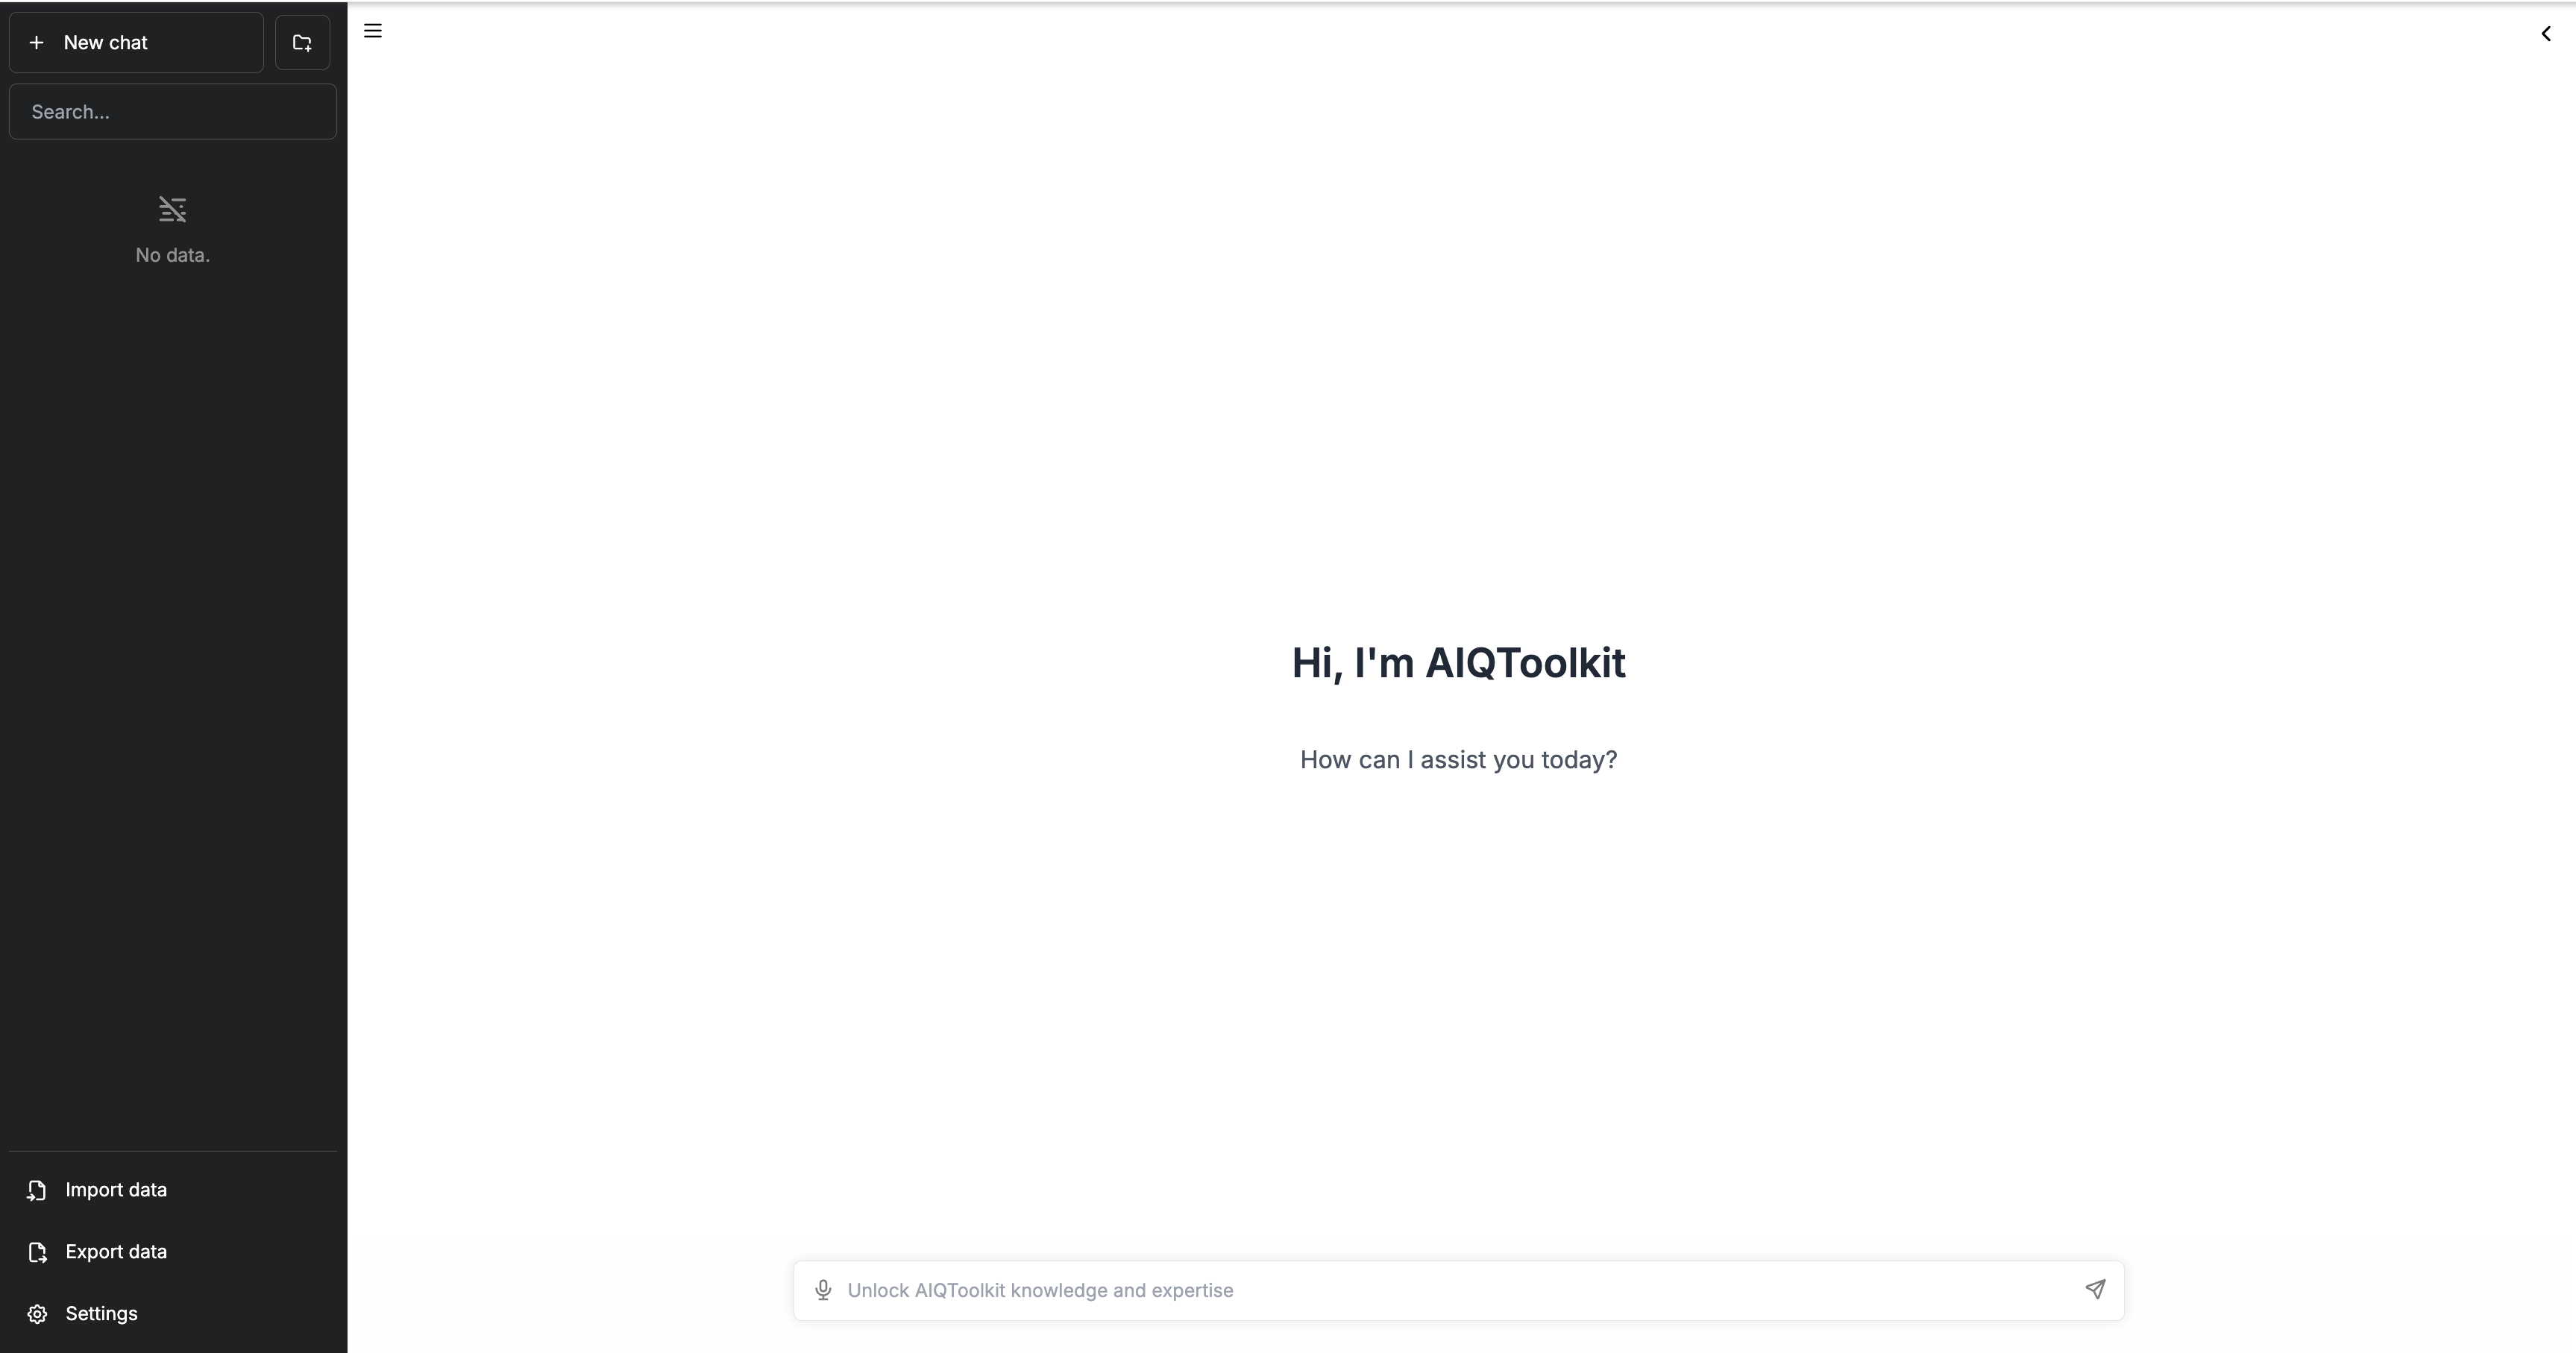 New chat
Search...
No data.
Import data
Export data
Settings
Hi, I'm AIQToolkit
How can I assist you today?
Unlock AIQToolkit knowledge and expertise